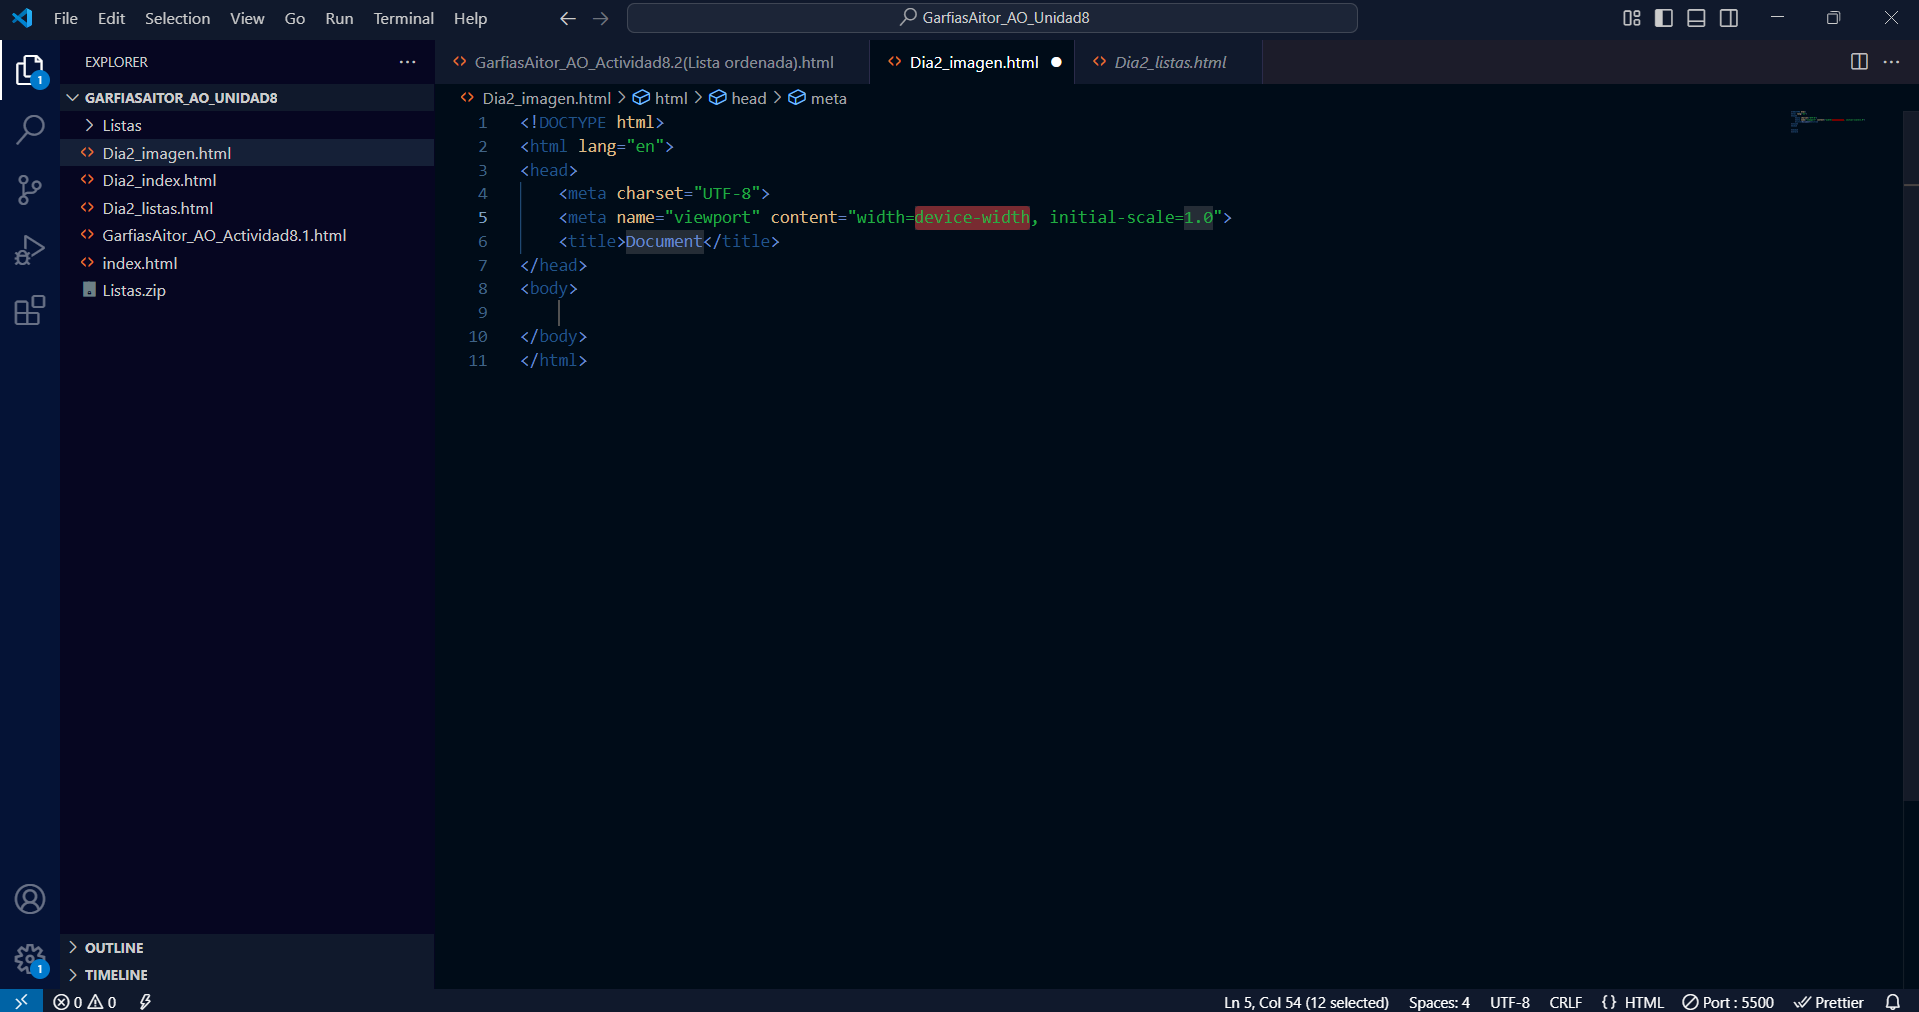 File Edit Selection View Go Run Terminal Help GarfiasAitor_AO_Unidad8
EXPLORER
GARFIASAITOR_AO_UNIDAD8
Listas
Dia2_imagen.html
Dia2_index.html
Dia2_listas.html
GarfiasAitor_AO_Actividad8.1.html
index.html
Listas.zip
OUTLINE
TIMELINE
GarfiasAitor_AO_Actividad8.2(Lista ordenada).html Dia2_imagen.html Dia2_listas.html
Dia2_imagen.html > html > head > meta
1 <!DOCTYPE html>
2 <html lang="en">
3 <head>
4 <meta charset="UTF-8">
5 <meta name="viewport" content="width=device-width, initial-scale=1.0">
6 <title>Document</title>
7 </head>
8 <body>
9
10 </body>
11 </html>
1
1
0 0 Ln 5, Col 54 (12 selected) Spaces: 4 UTF-8 CRLF {} HTML Port : 5500 Prettier